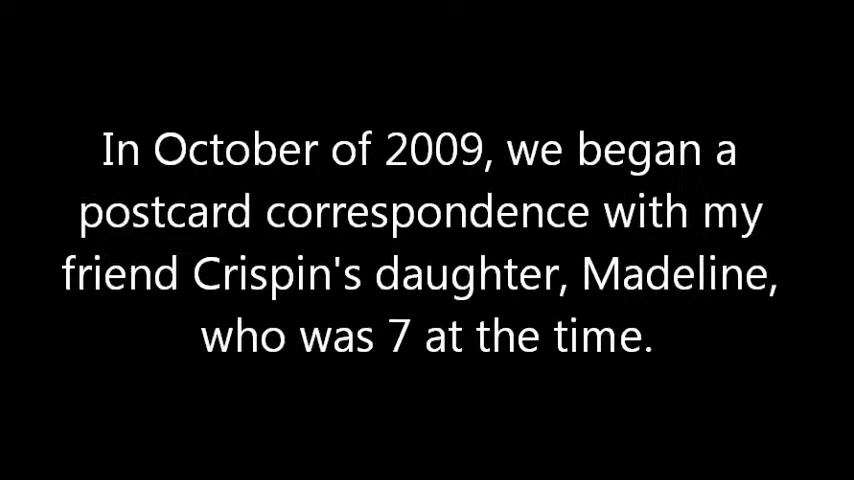 In October of 2009, we began a
postcard correspondence with my
friend Crispin's daughter, Madeline,
who was 7 at the time.